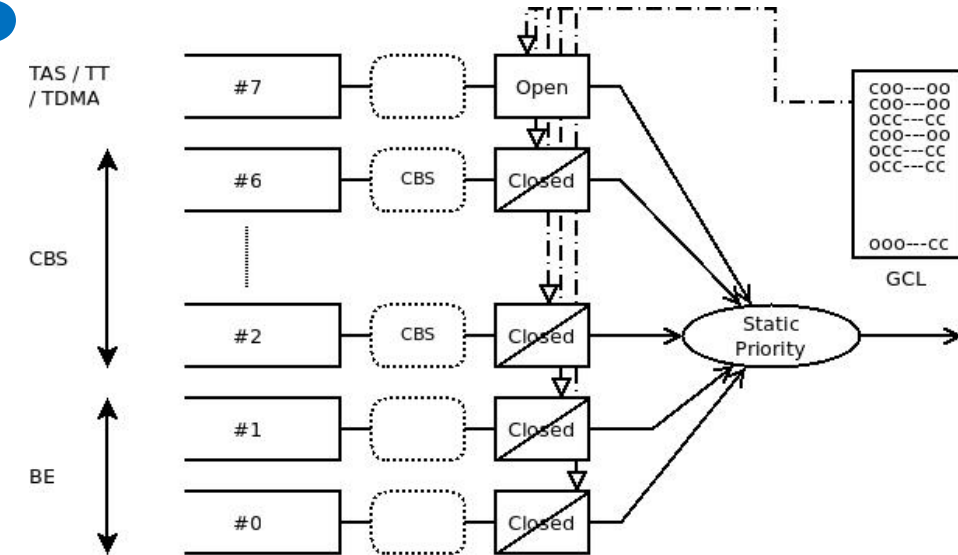 TAS / TT
/ TDMA
#7
Open
#6
CBS
Closed
CBS
#2
CBS
Closed
#1
Closed
BE
#0
Closed
Static
Priority
coo---oo
coo---oo
occ---cc
coo---oo
occ---cc
occ---cc
ooo---cc
GCL